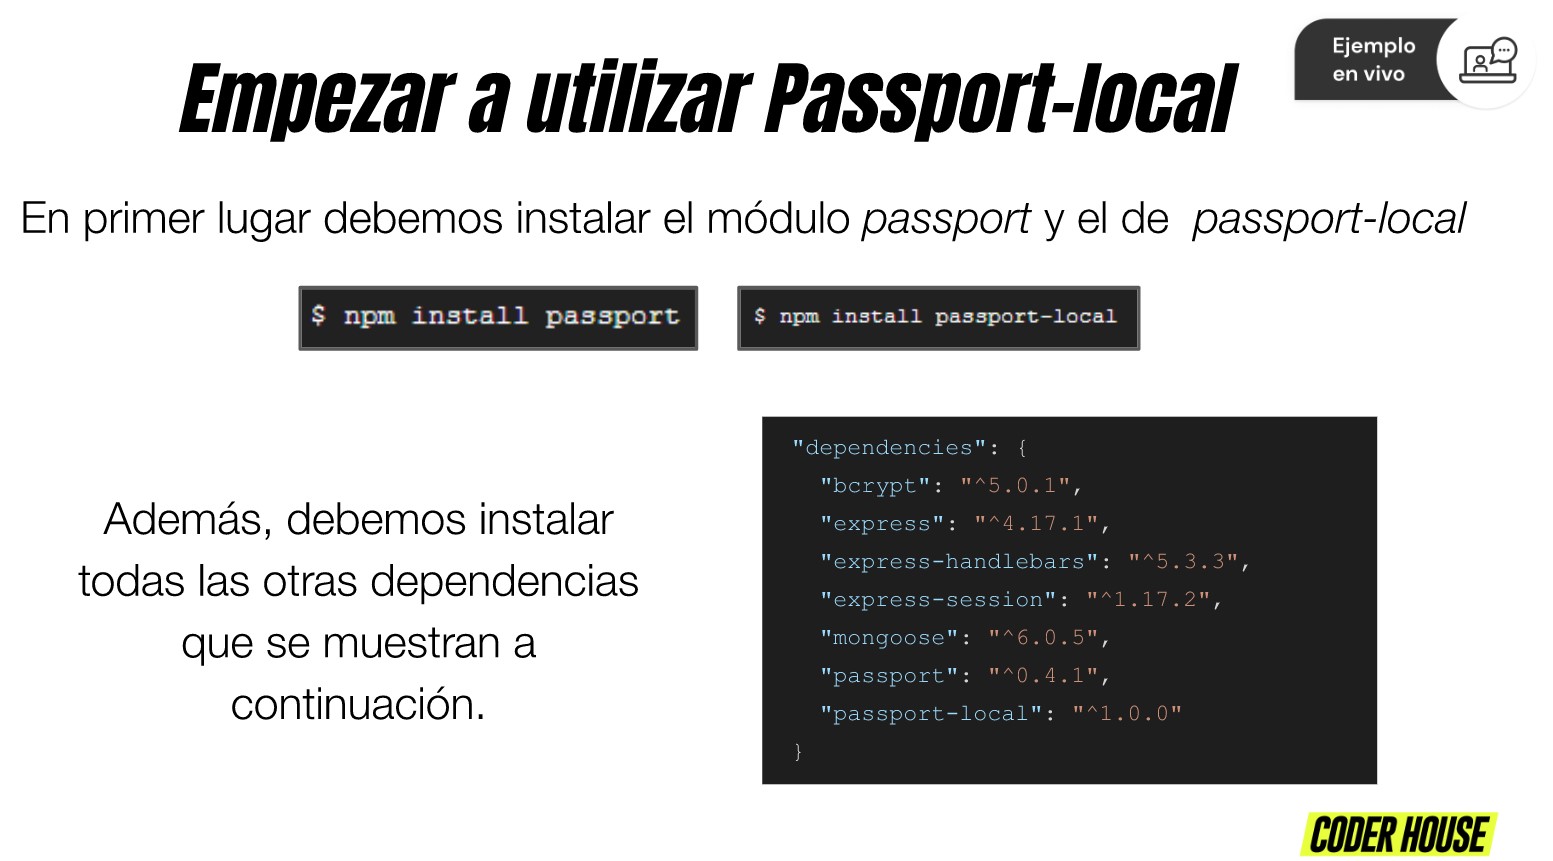 Ejemplo
en vivo
Empezar a utilizar Passport-local
En primer lugar debemos instalar el módulo passport y el de passport-local
$ npm install passport
$ npm install passport-local
Además, debemos instalar
todas las otras dependencias
que se muestran a
continuación.
"dependencies": {
"bcrypt": "^5.0.1",
"express": "^4.17.1",
"express-handlebars": "^5.3.3",
"express-session": "^1.17.2",
"mongoose": "^6.0.5",
"passport": "^0.4.1",
"passport-local": "^1.0.0"
}
CODER HOUSE